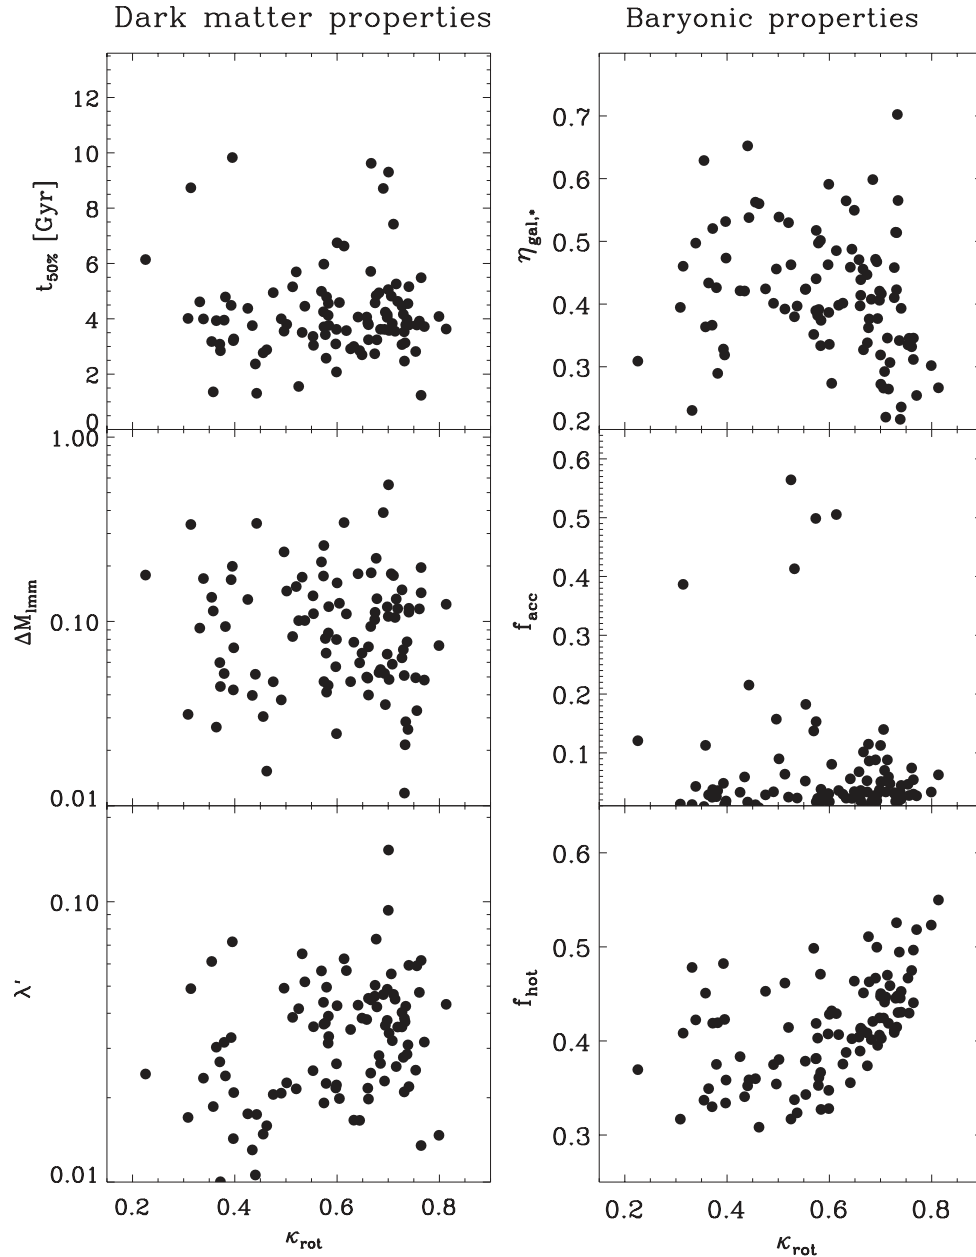 Dark matter properties
Baryonic properties
t50% [Gyr]
12
10
8
6
4
2
0
ηgal,*
0.7
0.6
0.5
0.4
0.3
0.2
ΔMlmm
1.00
0.10
0.01
facc
0.6
0.5
0.4
0.3
0.2
0.1
λ'
0.10
0.01
fhot
0.6
0.5
0.4
0.3
0.2 0.4 0.6 0.8
κrot
0.2 0.4 0.6 0.8
κrot